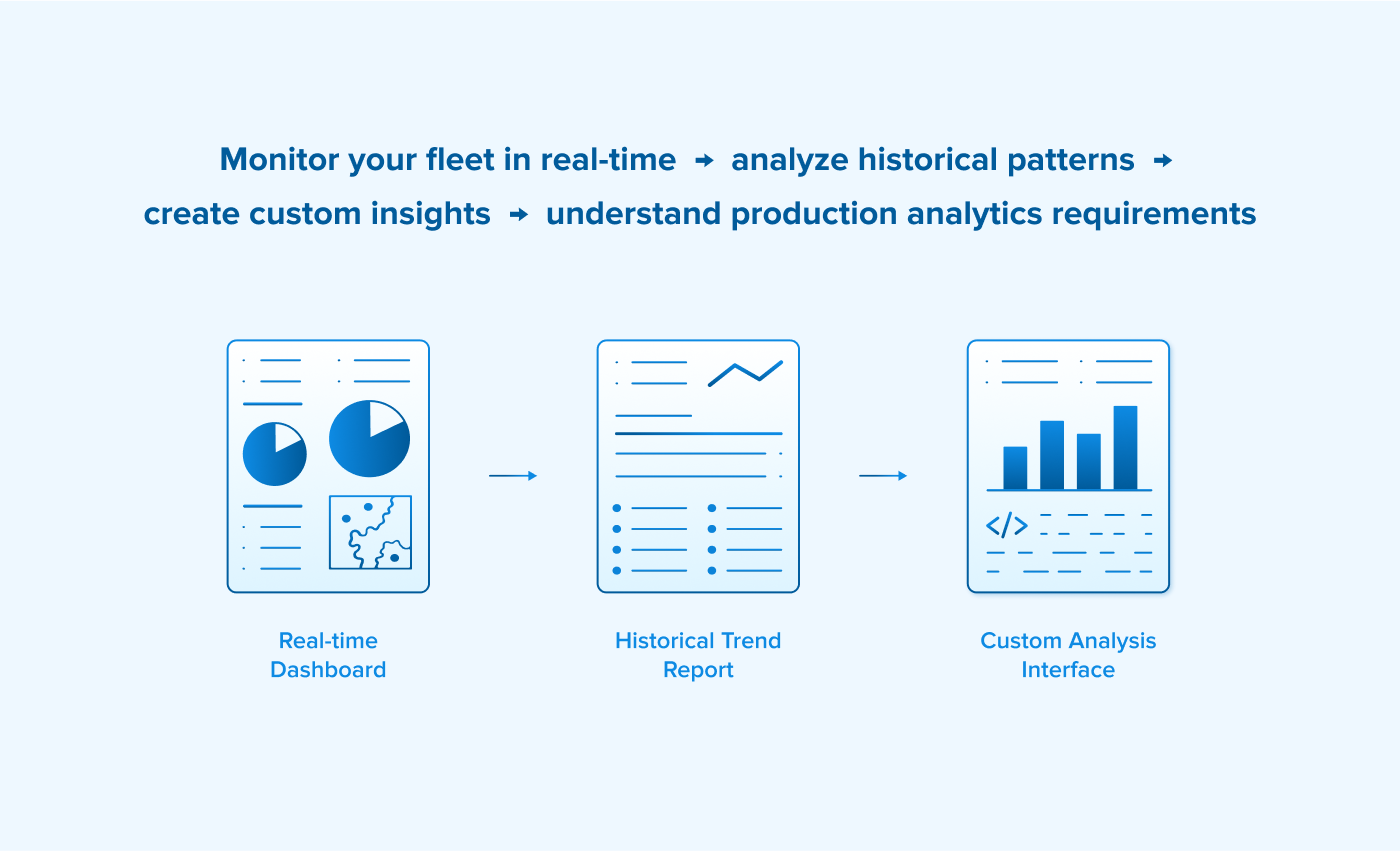 Monitor your fleet in real-time → analyze historical patterns →
create custom insights → understand production analytics requirements
</>
Real-time
Dashboard
Historical Trend
Report
Custom Analysis
Interface